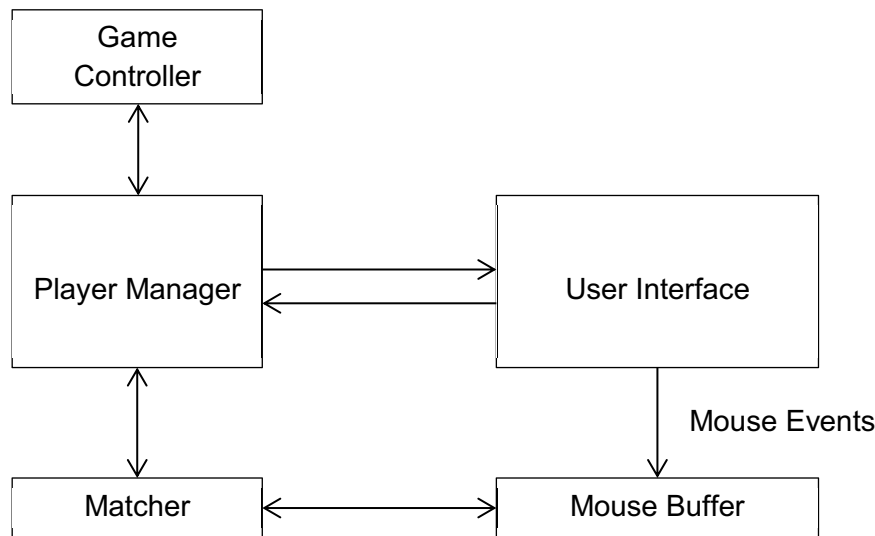 Game
Controller
Player Manager
User Interface
Mouse Events
Matcher
Mouse Buffer